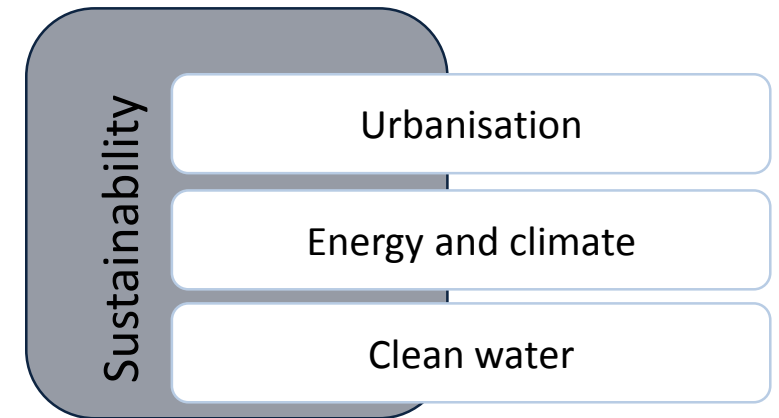 Sustainability
Urbanisation
Energy and climate
Clean water